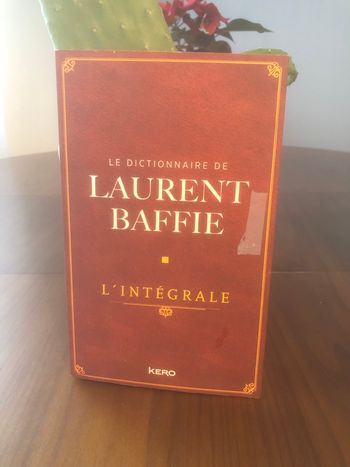 LE DICTIONNAIRE DE
LAURENT
BAFFIE
L'INTÉGRALE
KERO